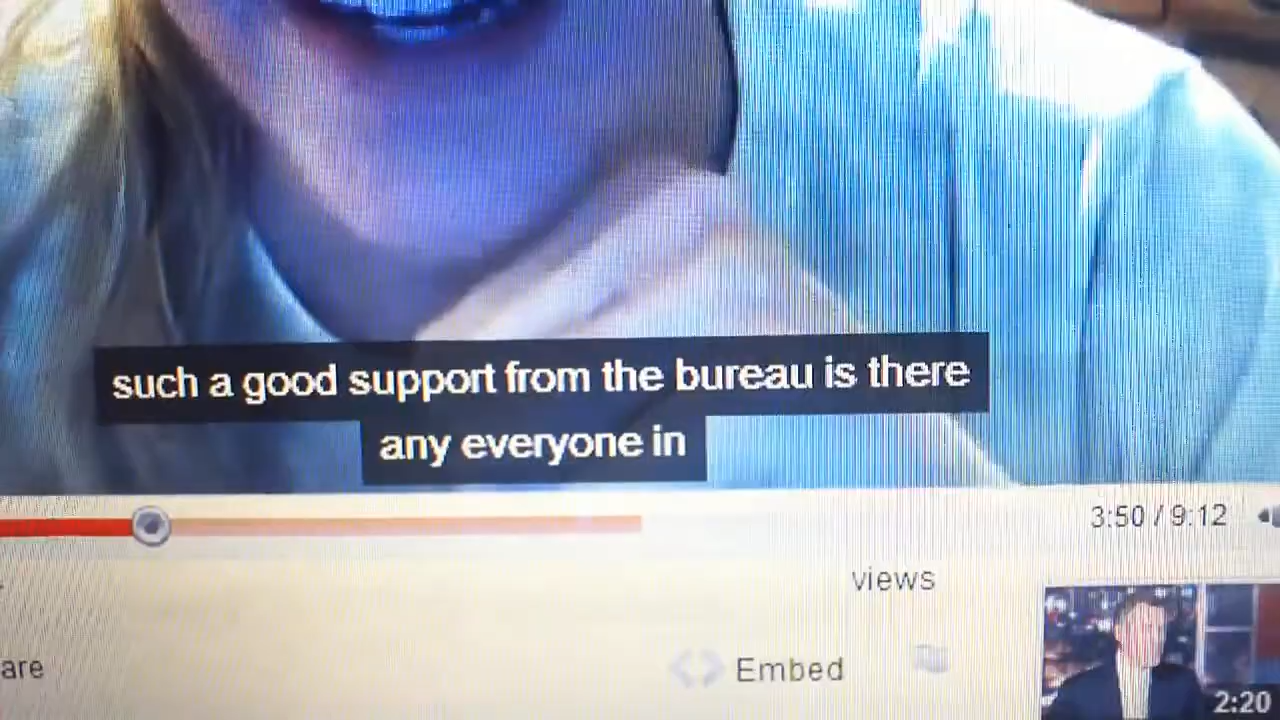 such a good support from the bureau is there
any everyone in
3:50 / 9:12
views
are
Embed
2:20